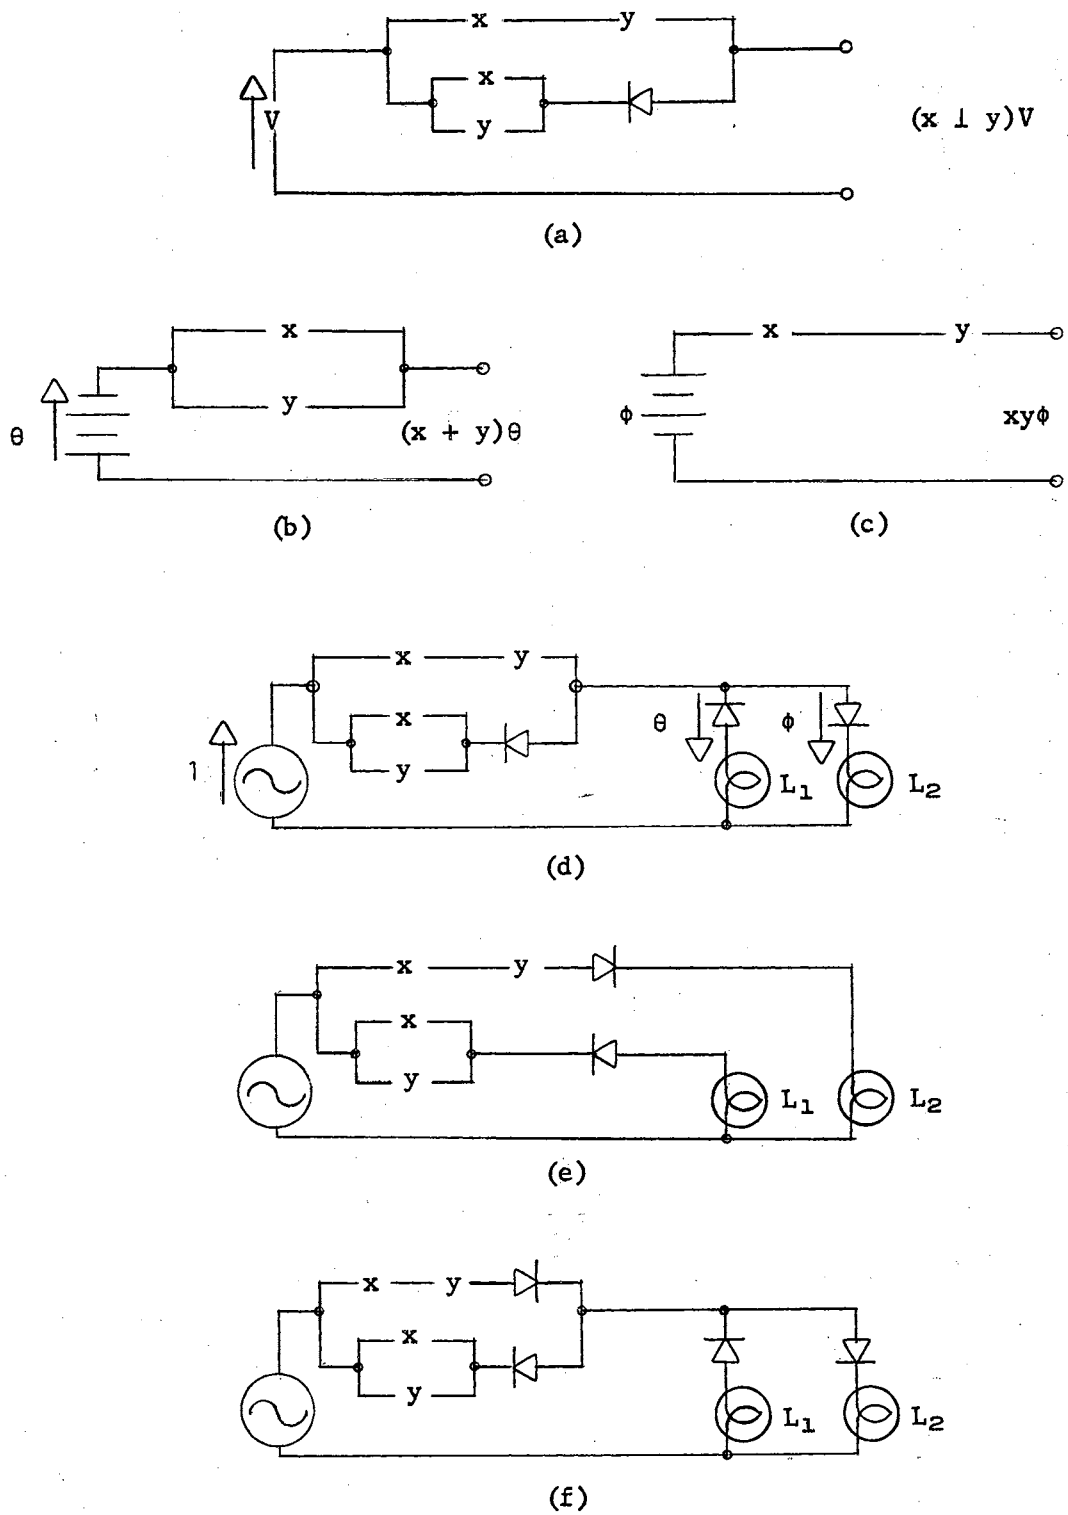 x y
x
V
y
(x ⊥ y)V
(a)
x
y
θ
(x + y)θ
(b)
x y
ϕ
xyϕ
(c)
x y
x
y
1
θ
ϕ
L₁
L₂
(d)
x y
x
y
L₁
L₂
(e)
x y
x
y
L₁
L₂
(f)